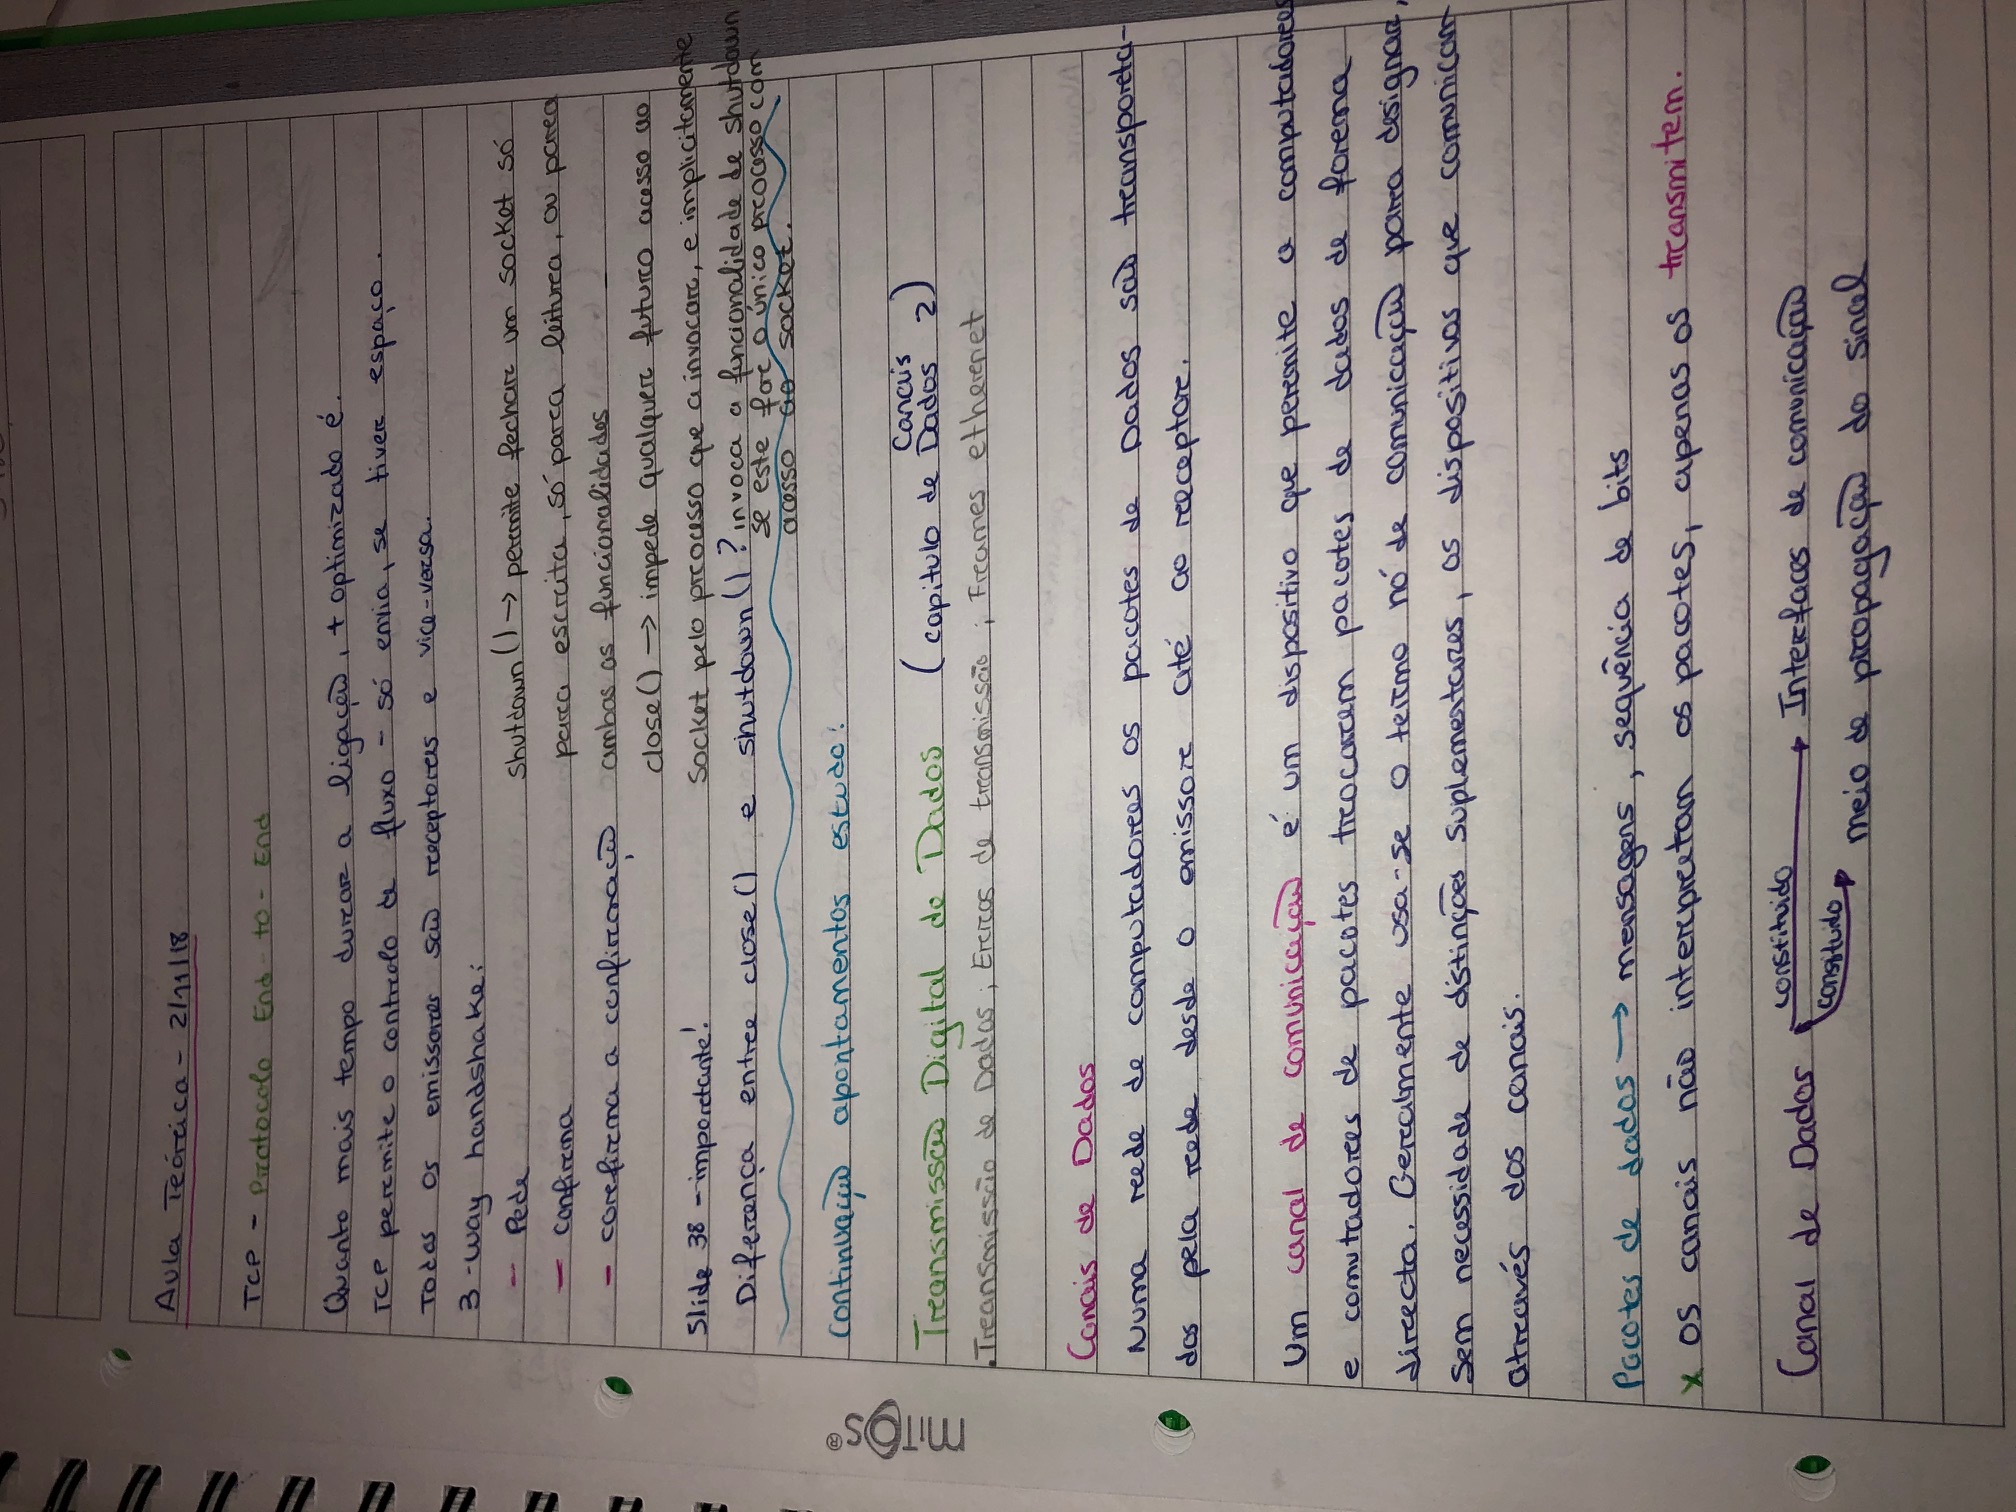 Aula Teórica - 2/11/18
TCP - Protocolo End-to-End
Quanto mais tempo durar a ligação, + optimizado é.
TCP permite o controlo de fluxo - só envia, se tiver espaço.
Todos os emissores são receptores e vice-versa.
3-way handshake:
- Pede
- confirma
- corefirma a confirmação
shutdown() → permite fechar um socket só
para escrita, só para leitura, ou para
ambas as funcionalidades
close() → impede qualquer futuro acesso ao
socket pelo processo que a invocar, e implicitamente
invoca a funcionalidade de shutdown
se este for o único processo com
acesso ao socket.
Slide 38 - importante!
Diferença entre close() e shutdown()?
Continuação apontamentos estudo:
Transmissão Digital de Dados (capitulo de Canais Dados 2)
. Transmissão de Dados; Erros de transmissão; Frames ethernet
Canais de Dados
Numa rede de computadores os pacotes de Dados são transporta-
dos pela rede desde o emissor até ao receptor.
Um canal de comunicação é um dispositivo que permite a computadores
e comutadores de pacotes trocarem pacotes de dados de forma
directa. Geralmente usa-se o termo nó de comunicação para designar,
sem necessidade de distinções suplementares, os dispositivos que comunicam
através dos canais.
Pacotes de dados → mensagens, sequência de bits
x os canais não interpretam os pacotes, apenas os transmitem.
Canal de Dados constituido → Interfaces de comunicação
constituido → meio de propagação do sinal
mitos®